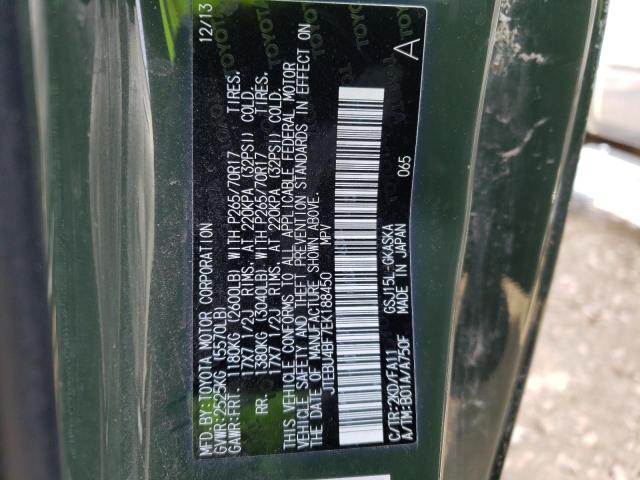 MFD. BY: TOYOTA MOTOR CORPORATION 12/13
GVWR: 2525KG (5570LB)
GAWR: FRT. 1180KG (2600LB) WITH P265/70R17 TIRES.
17X7 1/2J RIMS. AT 220KPA (32PSI) COLD.
RR. 1380KG (3040LB) WITH P265/70R17 TIRES.
17X7 1/2J RIMS. AT 220KPA (32PSI) COLD.
THIS VEHICLE CONFORMS TO ALL APPLICABLE FEDERAL MOTOR
VEHICLE SAFETY AND THEFT PREVENTION STANDARDS IN EFFECT ON
THE DATE OF MANUFACTURE SHOWN ABOVE.
JTEBU4BF7EK188450 MPV
A
065
C/TR: 2KD/FA11 GSJ15L-GKASKA
A/TM: B01A/A750F MADE IN JAPAN
TOYOTA